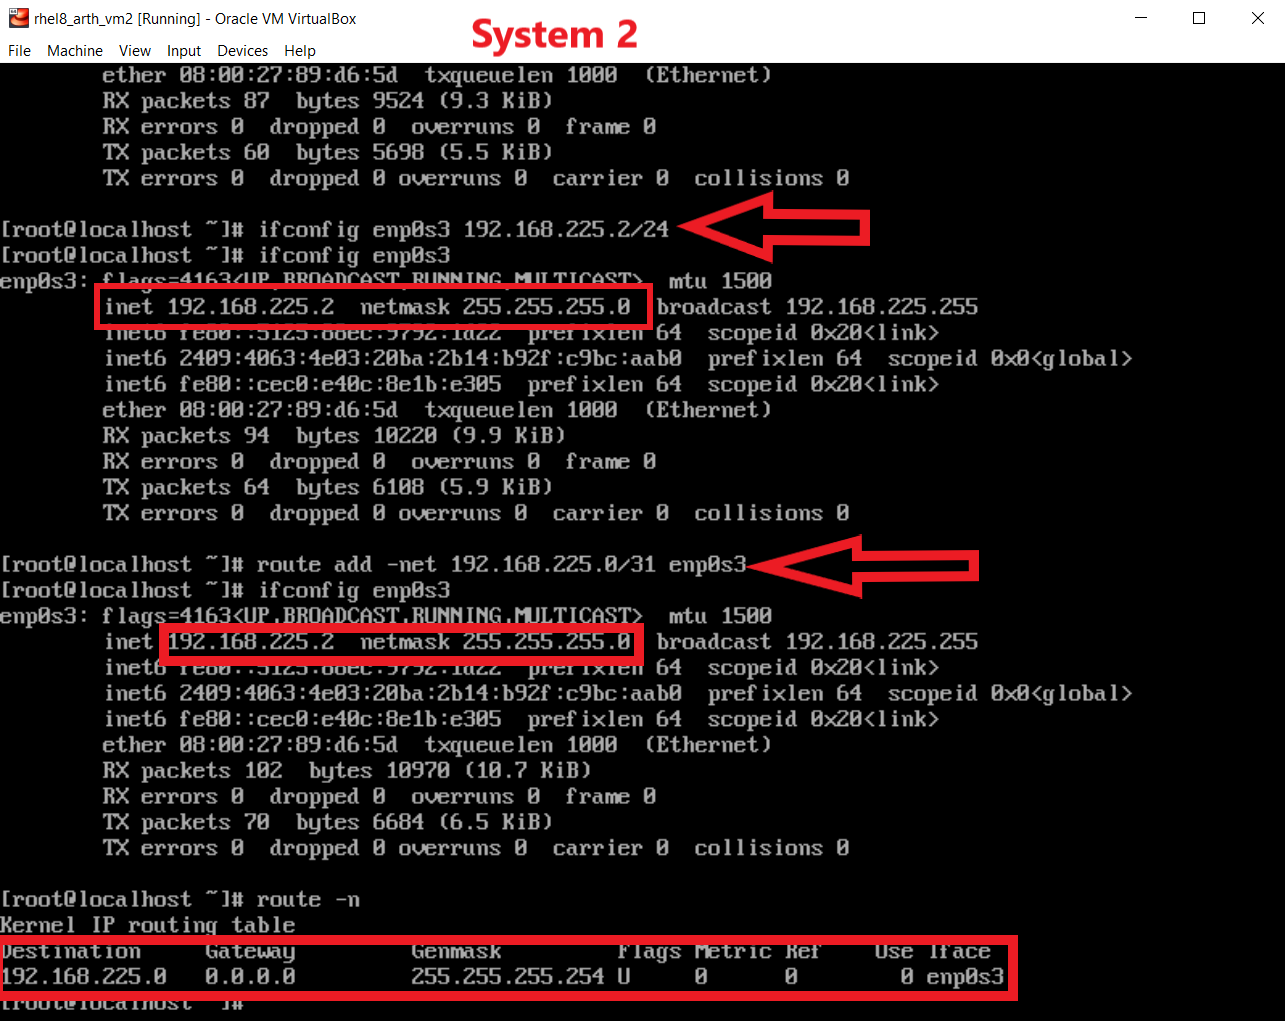 rhel8_arth_vm2 [Running] - Oracle VM VirtualBox
System 2
File Machine View Input Devices Help
ether 08:00:27:89:d6:5d txqueuelen 1000 (Ethernet)
RX packets 87 bytes 9524 (9.3 KiB)
RX errors 0 dropped 0 overruns 0 frame 0
TX packets 60 bytes 5698 (5.5 KiB)
TX errors 0 dropped 0 overruns 0 carrier 0 collisions 0
[root@localhost ~]# ifconfig enp0s3 192.168.225.2/24
[root@localhost ~]# ifconfig enp0s3
enp0s3: flags=4163<UP,BROADCAST,RUNNING,MULTICAST> mtu 1500
inet 192.168.225.2 netmask 255.255.255.0 broadcast 192.168.225.255
inet6 fe80::5125:88ec:9792:1d22 prefixlen 64 scopeid 0x20<link>
inet6 2409:4063:4e03:20ba:2b14:b92f:c9bc:aab0 prefixlen 64 scopeid 0x0<global>
inet6 fe80::cec0:e40c:8e1b:e305 prefixlen 64 scopeid 0x20<link>
ether 08:00:27:89:d6:5d txqueuelen 1000 (Ethernet)
RX packets 94 bytes 10220 (9.9 KiB)
RX errors 0 dropped 0 overruns 0 frame 0
TX packets 64 bytes 6108 (5.9 KiB)
TX errors 0 dropped 0 overruns 0 carrier 0 collisions 0
[root@localhost ~]# route add -net 192.168.225.0/31 enp0s3
[root@localhost ~]# ifconfig enp0s3
enp0s3: flags=4163<UP,BROADCAST,RUNNING,MULTICAST> mtu 1500
inet 192.168.225.2 netmask 255.255.255.0 broadcast 192.168.225.255
inet6 fe80::5125:88ec:9792:1d22 prefixlen 64 scopeid 0x20<link>
inet6 2409:4063:4e03:20ba:2b14:b92f:c9bc:aab0 prefixlen 64 scopeid 0x0<global>
inet6 fe80::cec0:e40c:8e1b:e305 prefixlen 64 scopeid 0x20<link>
ether 08:00:27:89:d6:5d txqueuelen 1000 (Ethernet)
RX packets 102 bytes 10970 (10.7 KiB)
RX errors 0 dropped 0 overruns 0 frame 0
TX packets 70 bytes 6684 (6.5 KiB)
TX errors 0 dropped 0 overruns 0 carrier 0 collisions 0
[root@localhost ~]# route -n
Kernel IP routing table
Destination Gateway Genmask Flags Metric Ref Use Iface
192.168.225.0 0.0.0.0 255.255.255.254 U 0 0 0 enp0s3
[root@localhost ~]#